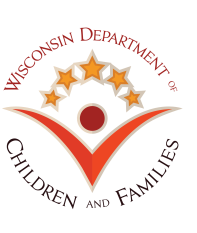 WISCONSIN DEPARTMENT OF
CHILDREN AND FAMILIES